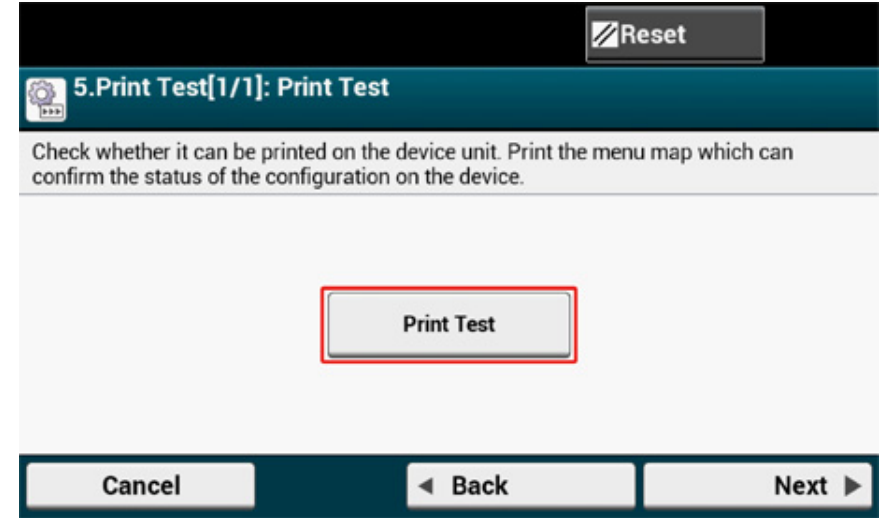 Reset
5.Print Test[1/1]: Print Test
Check whether it can be printed on the device unit. Print the menu map which can
confirm the status of the configuration on the device.
Print Test
Cancel
Back
Next